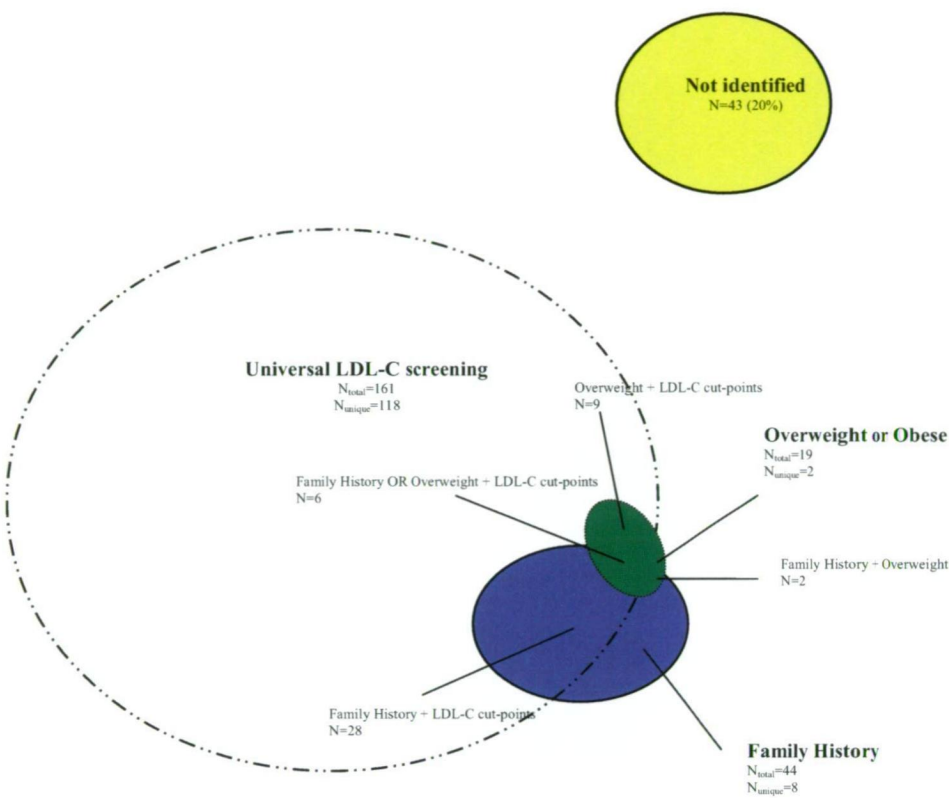 Not identified
N=43 (20%)
Universal LDL-C screening
Ntotal=161
Nunique=118
Overweight + LDL-C cut-points
N=9
Overweight or Obese
Ntotal=19
Nunique=2
Family History OR Overweight + LDL-C cut-points
N=6
Family History + Overweight
N=2
Family History + LDL-C cut-points
N=28
Family History
Ntotal=44
Nunique=8